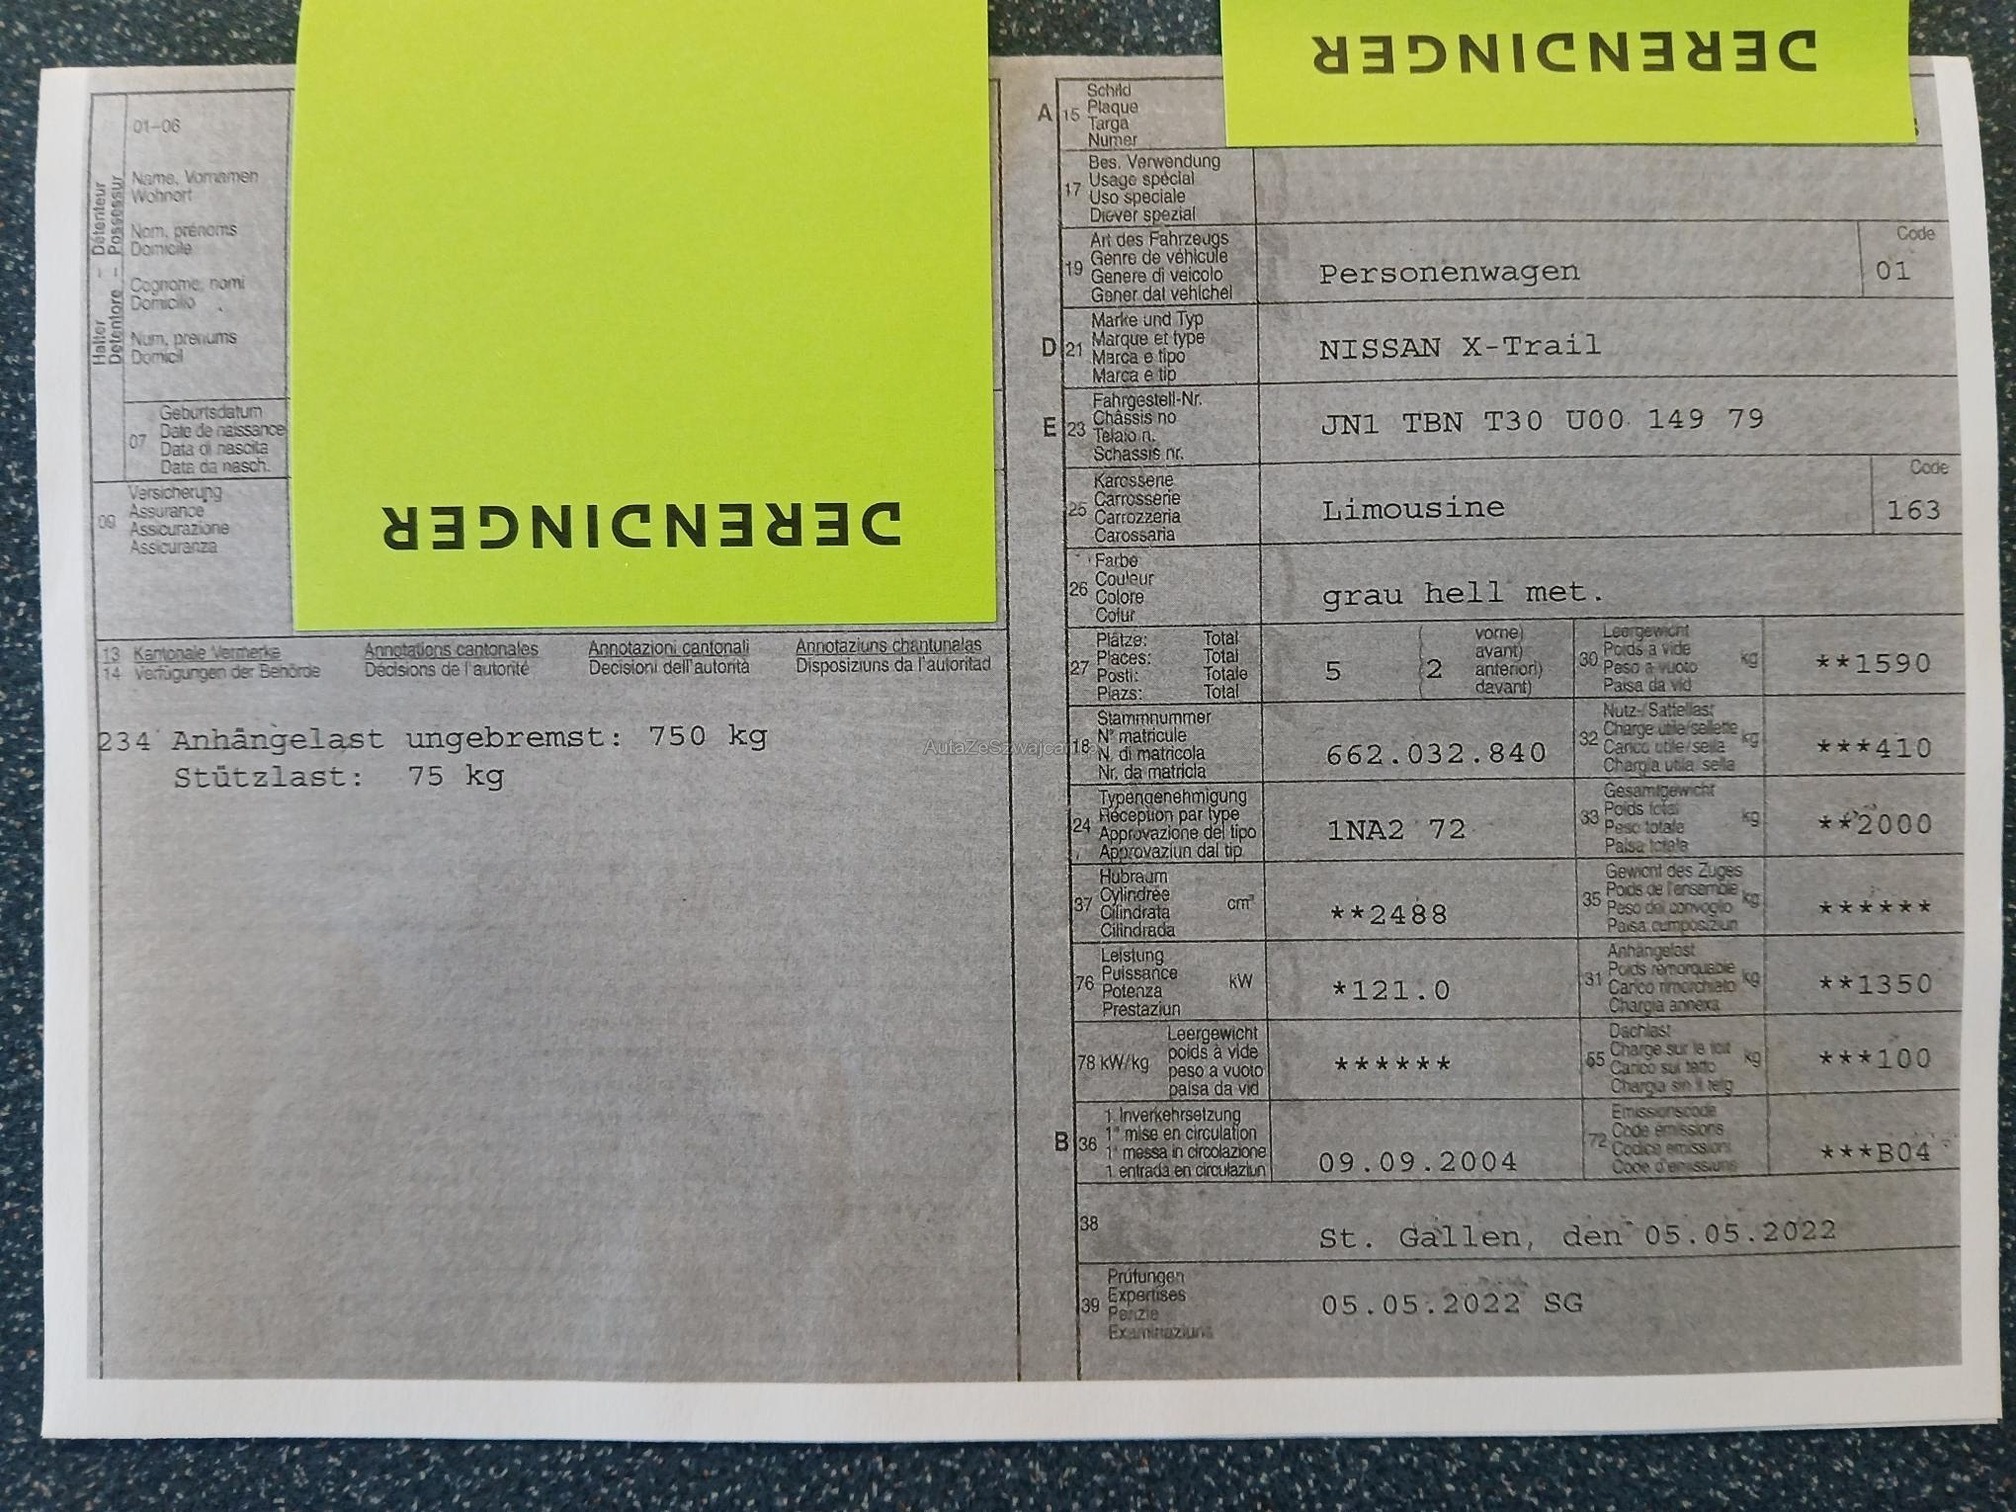 DERENDINGER
DERENDINGER
01-06
Halter - Détenteur
Detentore - Possessur
Name, Vornamen
Wohnort
Nom, prénoms
Domicile
Cognome, nomi
Domicilio
Num, prenums
Domicil
07
Geburtsdatum
Date de naissance
Data di nascita
Data da nasch.
09
Versicherung
Assurance
Assicurazione
Assicuranza
13 Kantonale Vermerke Annotations cantonales Annotazioni cantonali Annotaziuns chantunalas
14 Verfügungen der Behörde Décisions de l'autorité Decisioni dell'autorità Disposiziuns da l'autoritad
234 Anhängelast ungebremst: 750 kg
Stützlast: 75 kg
A 15
Schild
Plaque
Targa
Numer
17
Bes. Verwendung
Usage spécial
Uso speciale
Diever spezial
19
Art des Fahrzeugs
Genre de véhicule
Genere di veicolo
Gener dal vehichel
Personenwagen
Code
01
D 21
Marke und Typ
Marque et type
Marca e tipo
Marca e tip
NISSAN X-Trail
E 23
Fahrgestell-Nr.
Châssis no
Telaio n.
Schassis nr.
JN1 TBN T30 U00 149 79
25
Karosserie
Carrosserie
Carrozzeria
Carossaria
Limousine
Code
163
26
Farbe
Couleur
Colore
Colur
grau hell met.
27
Plätze: Total
Places: Total
Posti: Totale
Plazs: Total
5
( 2
vorne)
avant)
anteriori)
davant)
30
Leergewicht
Poids à vide
Peso a vuoto
Paisa da vid
kg
**1590
18
Stammnummer
N° matricule
N. di matricola
Nr. da matricla
662.032.840
32
Nutz-/Sattellast
Charge utile/sellette
Carico utile/sella
Chargia utila/sella
kg
***410
24
Typengenehmigung
Réception par type
Approvazione del tipo
Approvaziun dal tip
1NA2 72
33
Gesamtgewicht
Poids total
Peso totale
Paisa totala
kg
**2000
37
Hubraum
Cylindrée
Cilindrata
Cilindrada
cm³
**2488
35
Gewicht des Zuges
Poids de l'ensemble
Peso del convoglio
Paisa cumposiziun
kg
******
76
Leistung
Puissance
Potenza
Prestaziun
kW
*121.0
31
Anhängelast
Poids remorquable
Carico rimorchiato
Chargia annexa
kg
**1350
78 kW/kg
Leergewicht
poids à vide
peso a vuoto
paisa da vid
******
55
Dachlast
Charge sur le toit
Carico sul tetto
Chargia sin il tetg
kg
***100
B 36
1. Inverkehrsetzung
1° mise en circulation
1° messa in circolazione
1. entrada en circulaziun
09.09.2004
72
Emissionscode
Code émissions
Codice emissioni
Code d'emissiuns
***B04
38
St. Gallen, den 05.05.2022
39
Prüfungen
Expertises
Perizie
Examinaziuns
05.05.2022 SG